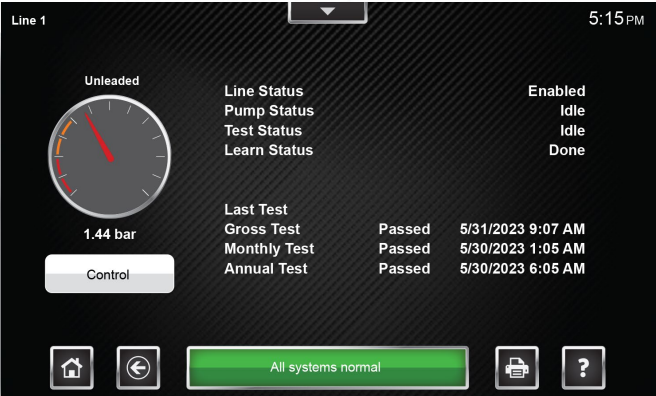 Line 1
5:15 PM
Unleaded
1.44 bar
Control
Line Status Enabled
Pump Status Idle
Test Status Idle
Learn Status Done
Last Test
Gross Test Passed 5/31/2023 9:07 AM
Monthly Test Passed 5/30/2023 1:05 AM
Annual Test Passed 5/30/2023 6:05 AM
All systems normal
?